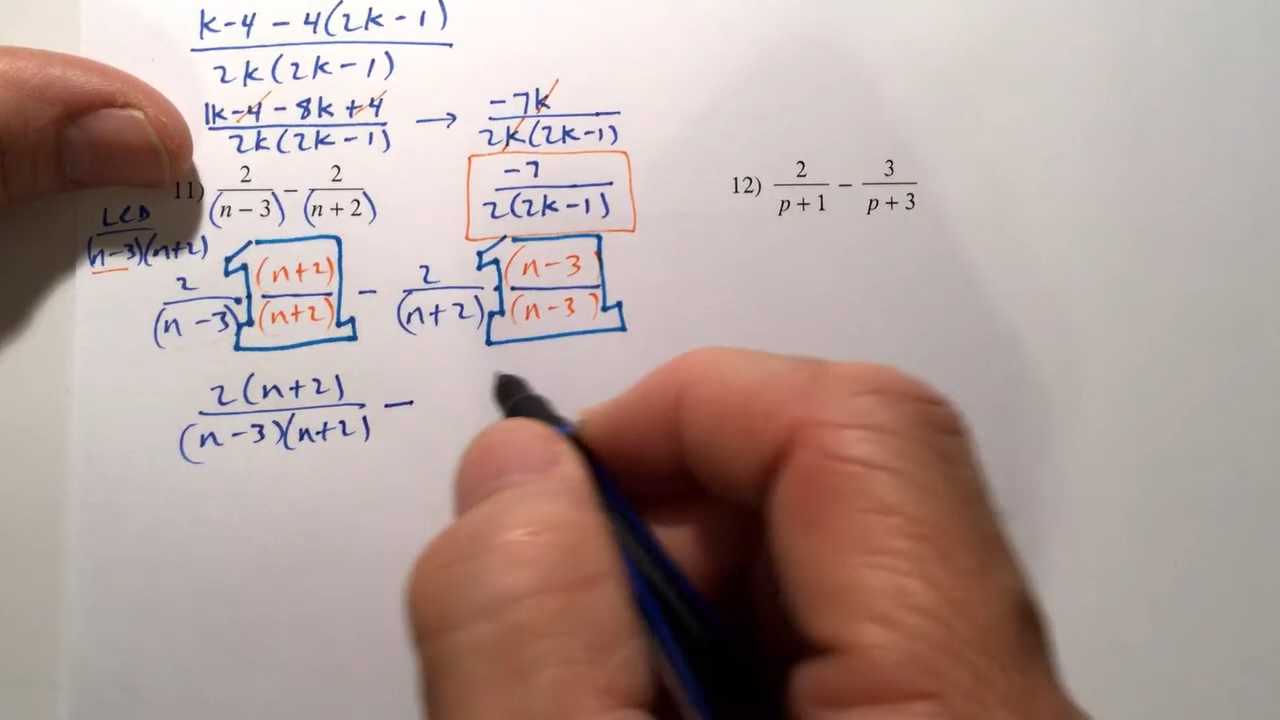 k-4 - 4(2k-1)
2k(2k-1)
1k-4 - 8k +4 → -7k
2k(2k-1) 2k(2k-1)
-7
2(2k-1)
11) 2/(n-3) - 2/(n+2)
LCD
(n-3)(n+2)
2 (n+2) - 2 (n-3
(n-3) (n+2) (n+2) (n-3)
2(n+2) -
(n-3)(n+2)
12) 2/p+1 - 3/p+3